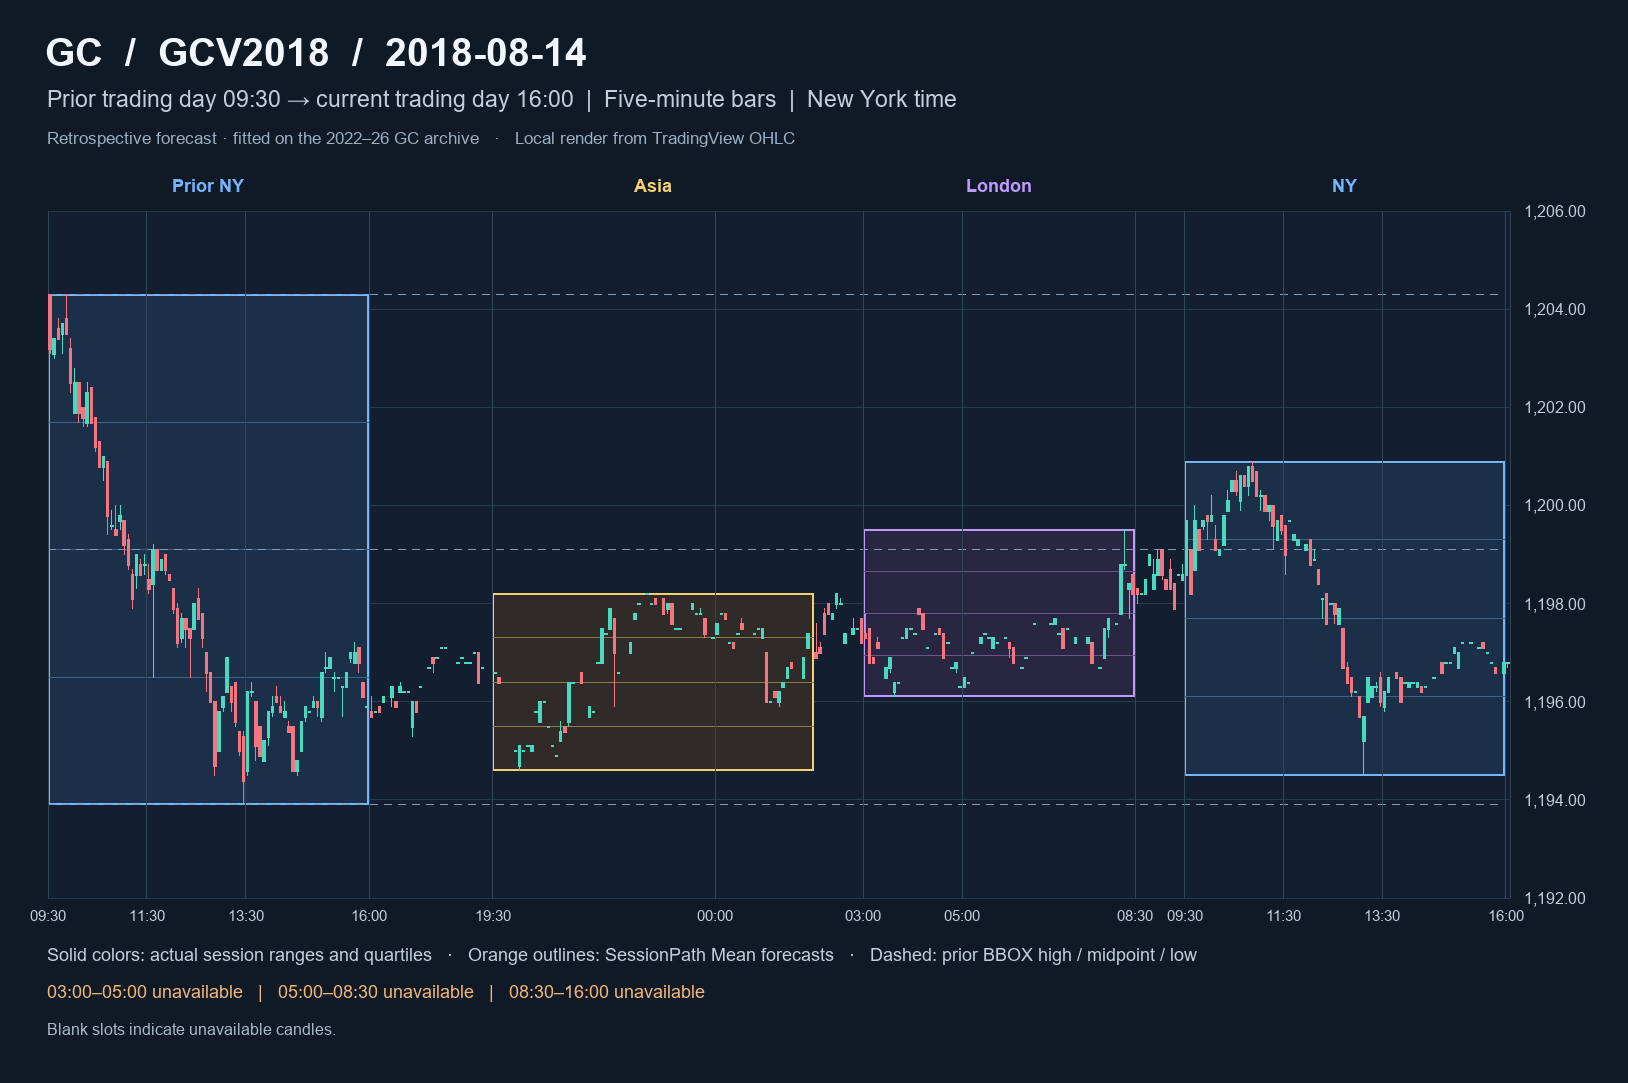 GC / GCV2018 / 2018-08-14
Prior trading day 09:30 → current trading day 16:00 | Five-minute bars | New York time
Retrospective forecast · fitted on the 2022–26 GC archive · Local render from TradingView OHLC
Prior NY Asia London NY
1,206.00
1,204.00
1,202.00
1,200.00
1,198.00
1,196.00
1,194.00
1,192.00
09:30 11:30 13:30 16:00 19:30 00:00 03:00 05:00 08:30 09:30 11:30 13:30 16:00
Solid colors: actual session ranges and quartiles · Orange outlines: SessionPath Mean forecasts · Dashed: prior BBOX high / midpoint / low
03:00–05:00 unavailable | 05:00–08:30 unavailable | 08:30–16:00 unavailable
Blank slots indicate unavailable candles.